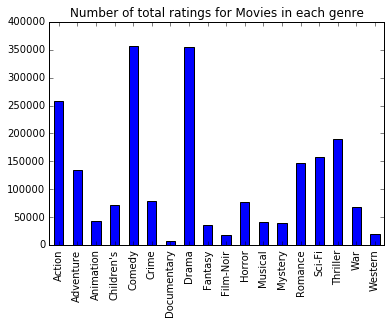 Number of total ratings for Movies in each genre
400000
350000
300000
250000
200000
150000
100000
50000
0
Action
Adventure
Animation
Children's
Comedy
Crime
Documentary
Drama
Fantasy
Film-Noir
Horror
Musical
Mystery
Romance
Sci-Fi
Thriller
War
Western